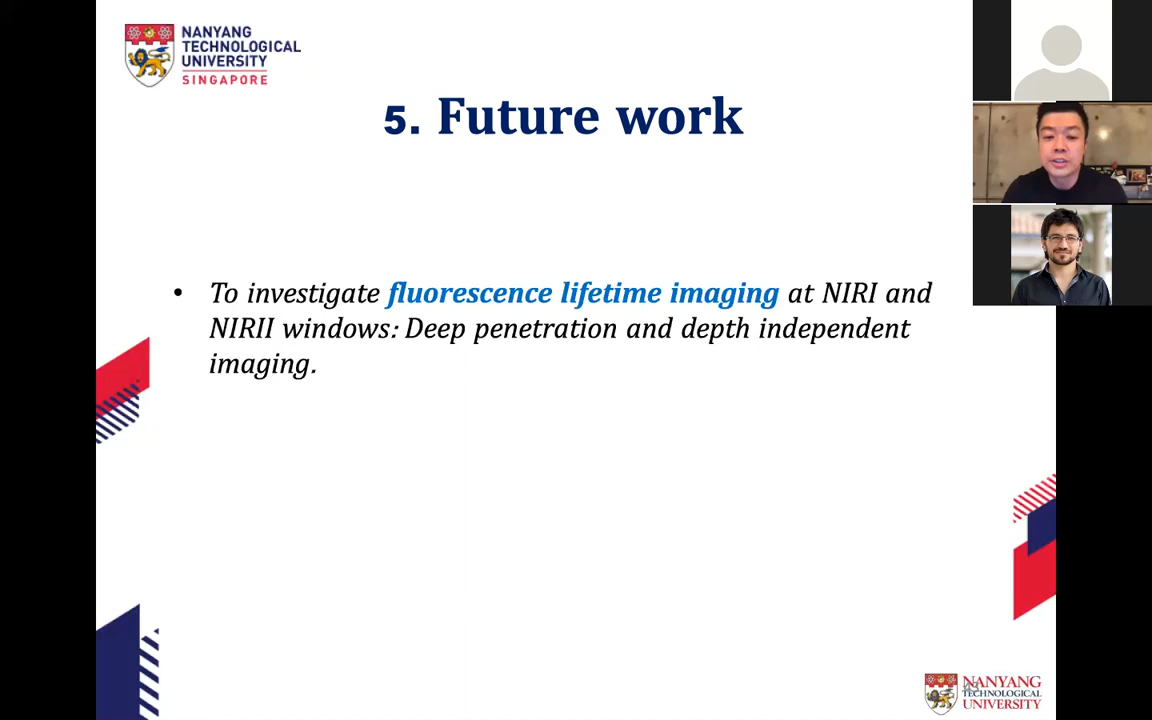 NANYANG
TECHNOLOGICAL
UNIVERSITY
SINGAPORE
5. Future work
• To investigate fluorescence lifetime imaging at NIRI and
NIRII windows: Deep penetration and depth independent
imaging.
NANYANG
TECHNOLOGICAL
UNIVERSITY